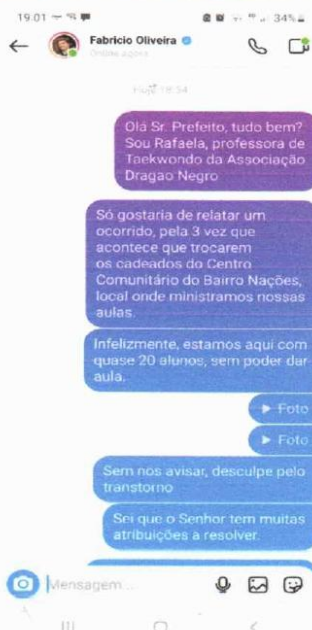 19.01
34%
Fabricio Oliveira
Online agora
Hoje 18:54
Olá Sr. Prefeito, tudo bem?
Sou Rafaela, professora de
Taekwondo da Associação
Dragao Negro
Só gostaria de relatar um
ocorrido, pela 3 vez que
acontece que trocarem
os cadeados do Centro
Comunitário do Bairro Nações,
local onde ministramos nossas
aulas.
Infelizmente, estamos aqui com
quase 20 alunos, sem poder dar
aula.
Foto
Foto
Sem nos avisar, desculpe pelo
transtorno
Sei que o Senhor tem muitas
atribuições a resolver.
Mensagem...